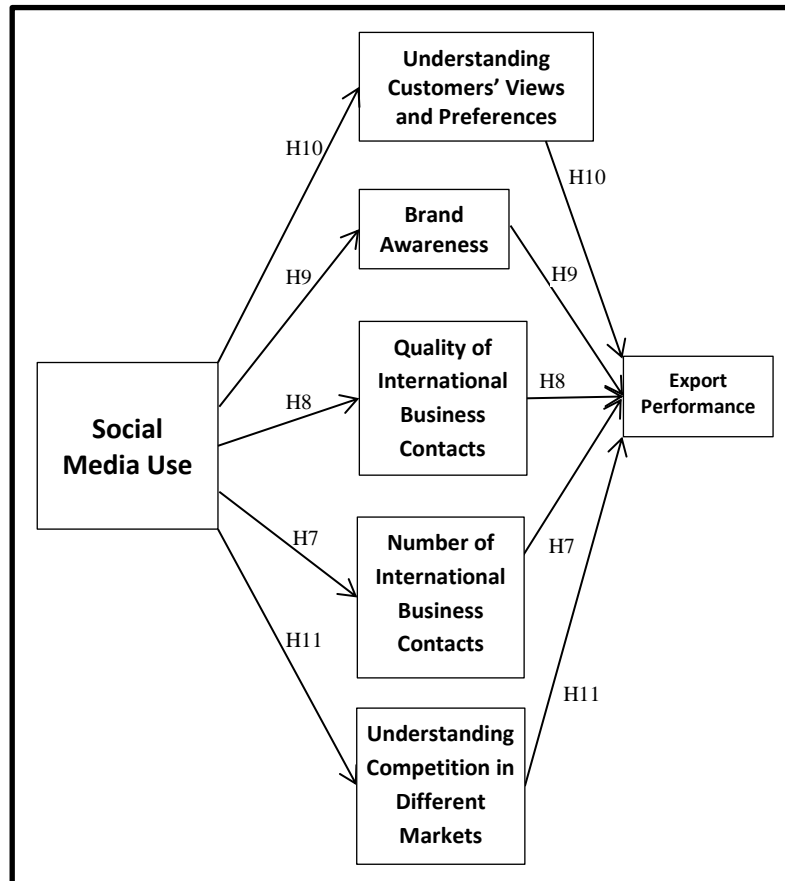 Understanding
Customers’ Views
and Preferences
H10
H10
Brand
Awareness
H9
H9
Quality of
International
Business
Contacts
H8
H8
Export
Performance
Social
Media Use
H7
Number of
International
Business
Contacts
H7
H11
H11
Understanding
Competition in
Different
Markets